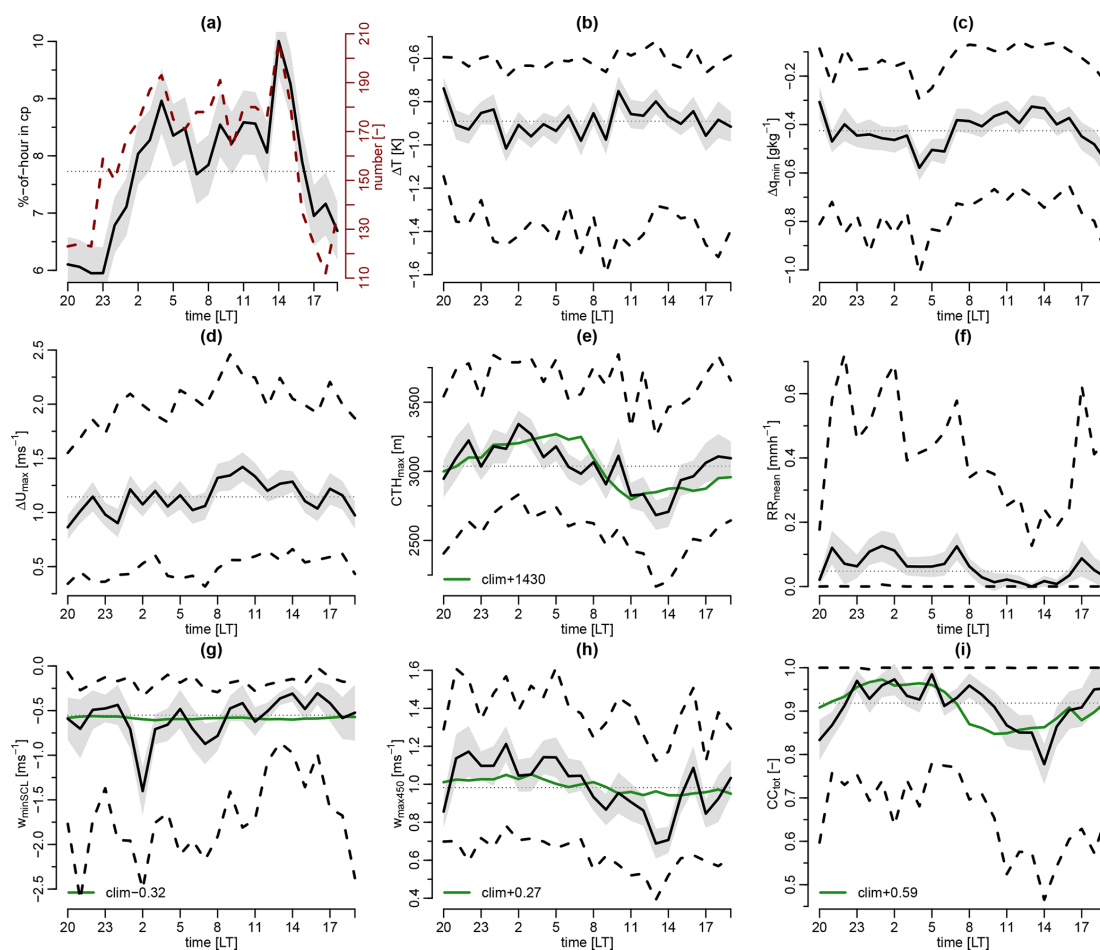 (a)
10
9
8
7
6
%-of-hour in cp
210
190
170
150
130
110
number [-]
20 23 2 5 8 11 14 17
time [LT]
(b)
−0.6
−0.8
−1.0
−1.2
−1.4
−1.6
ΔT [K]
20 23 2 5 8 11 14 17
time [LT]
(c)
−0.2
−0.4
−0.6
−0.8
−1.0
Δqmin [gkg−1]
20 23 2 5 8 11 14 17
time [LT]
(d)
2.5
2.0
1.5
1.0
0.5
ΔUmax [ms−1]
20 23 2 5 8 11 14 17
time [LT]
(e)
3500
3000
2500
CTHmax [m]
clim+1430
20 23 2 5 8 11 14 17
time [LT]
(f)
0.6
0.4
0.2
0.0
RRmean [mmh−1]
20 23 2 5 8 11 14 17
time [LT]
(g)
0.0
−0.5
−1.0
−1.5
−2.0
−2.5
wminSCL [ms−1]
clim−0.32
20 23 2 5 8 11 14 17
time [LT]
(h)
1.6
1.4
1.2
1.0
0.8
0.6
0.4
wmax450 [ms−1]
clim+0.27
20 23 2 5 8 11 14 17
time [LT]
(i)
1.0
0.9
0.8
0.7
0.6
0.5
CCtot [-]
clim+0.59
20 23 2 5 8 11 14 17
time [LT]